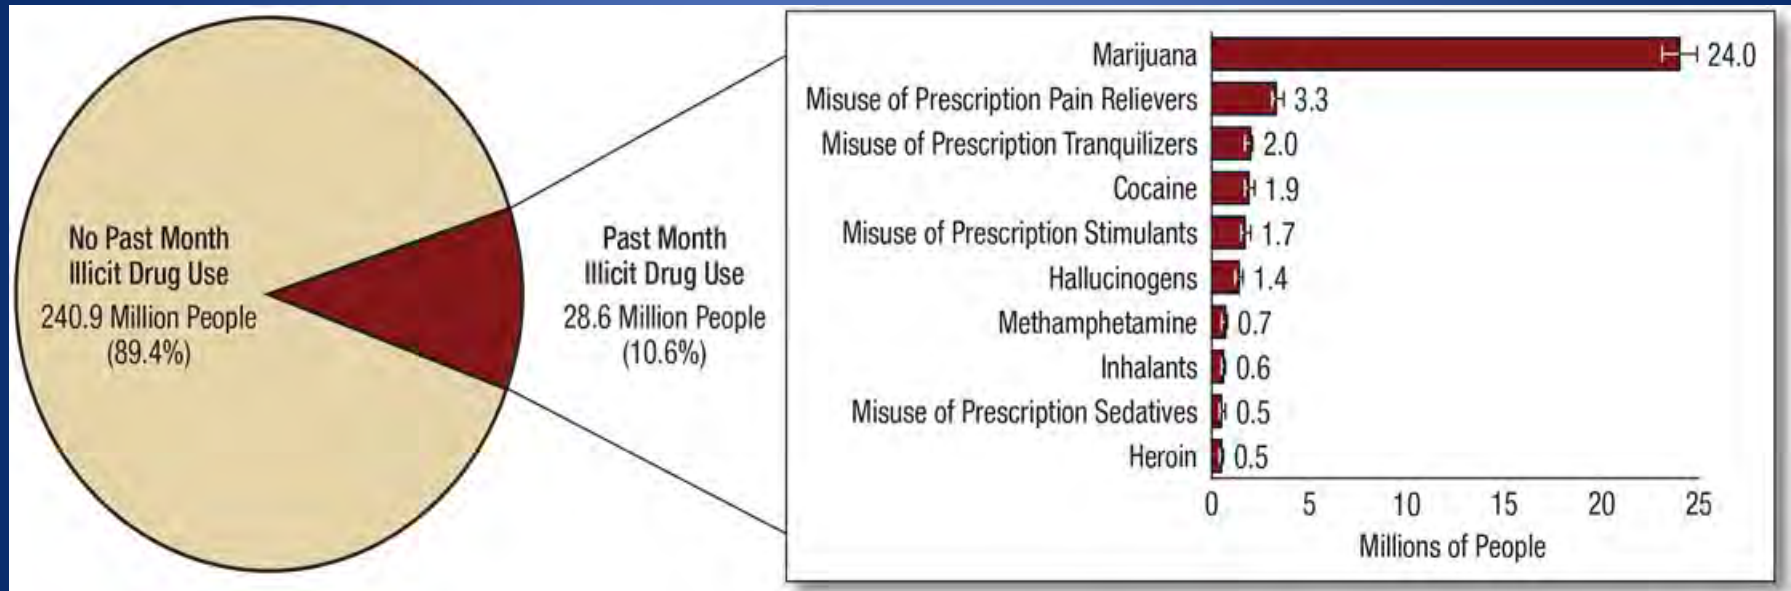 No Past Month
Illicit Drug Use
240.9 Million People
(89.4%)
Past Month
Illicit Drug Use
28.6 Million People
(10.6%)
Marijuana 24.0
Misuse of Prescription Pain Relievers 3.3
Misuse of Prescription Tranquilizers 2.0
Cocaine 1.9
Misuse of Prescription Stimulants 1.7
Hallucinogens 1.4
Methamphetamine 0.7
Inhalants 0.6
Misuse of Prescription Sedatives 0.5
Heroin 0.5
0 5 10 15 20 25
Millions of People